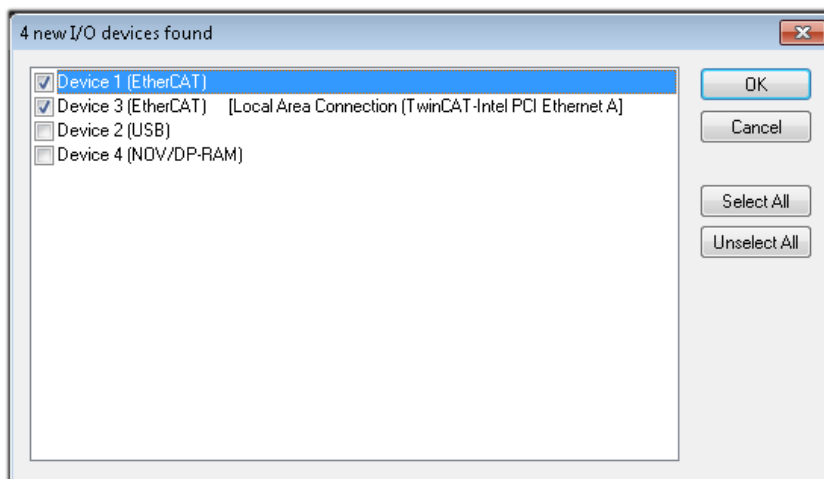 4 new I/O devices found
Device 1 (EtherCAT)
Device 3 (EtherCAT) [Local Area Connection (TwinCAT-Intel PCI Ethernet A]
Device 2 (USB)
Device 4 (NOV/DP-RAM)
OK
Cancel
Select All
Unselect All